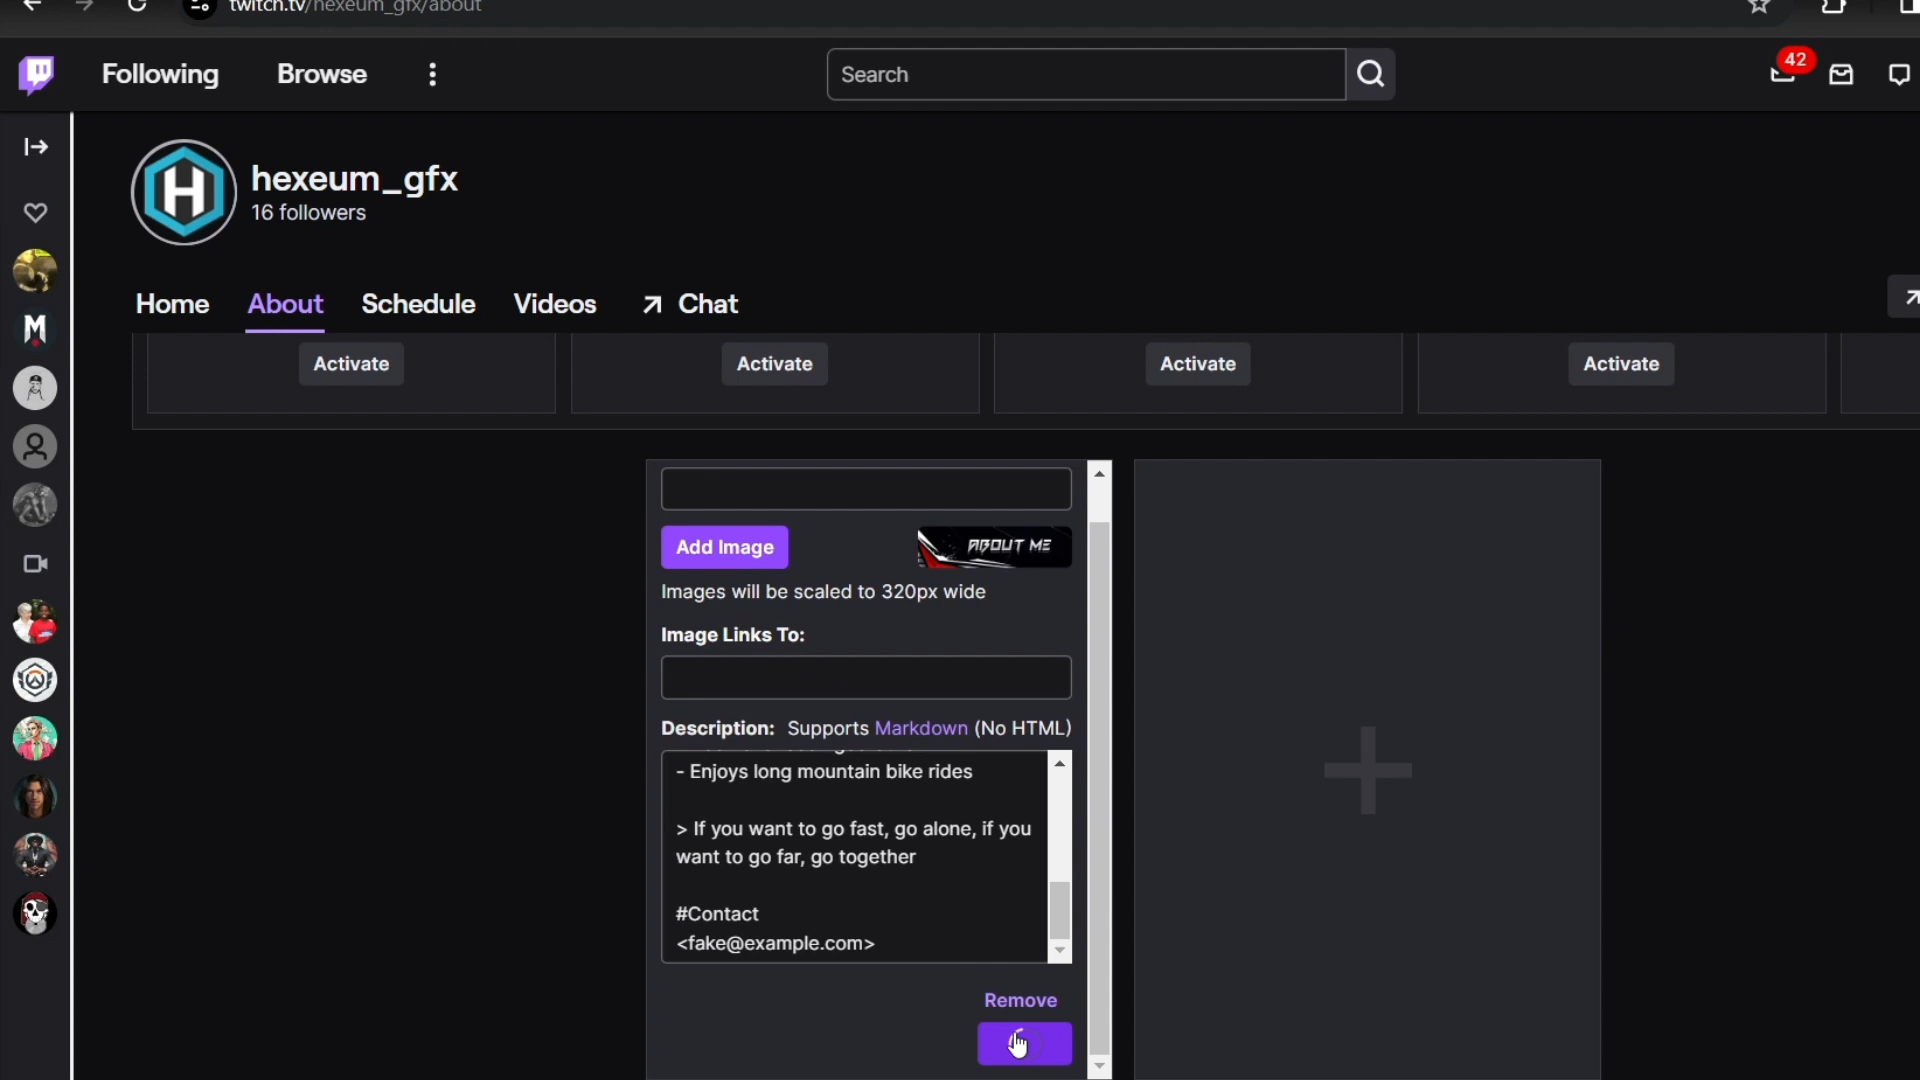 twitch.tv/hexeum_gfx/about
Following Browse Search 42
hexeum_gfx
16 followers
Home About Schedule Videos Chat
Activate Activate Activate Activate
Add Image ABOUT ME
Images will be scaled to 320px wide
Image Links To:
Description: Supports Markdown (No HTML)
- Enjoys long mountain bike rides
> If you want to go fast, go alone, if you
want to go far, go together
#Contact
<fake@example.com>
Remove